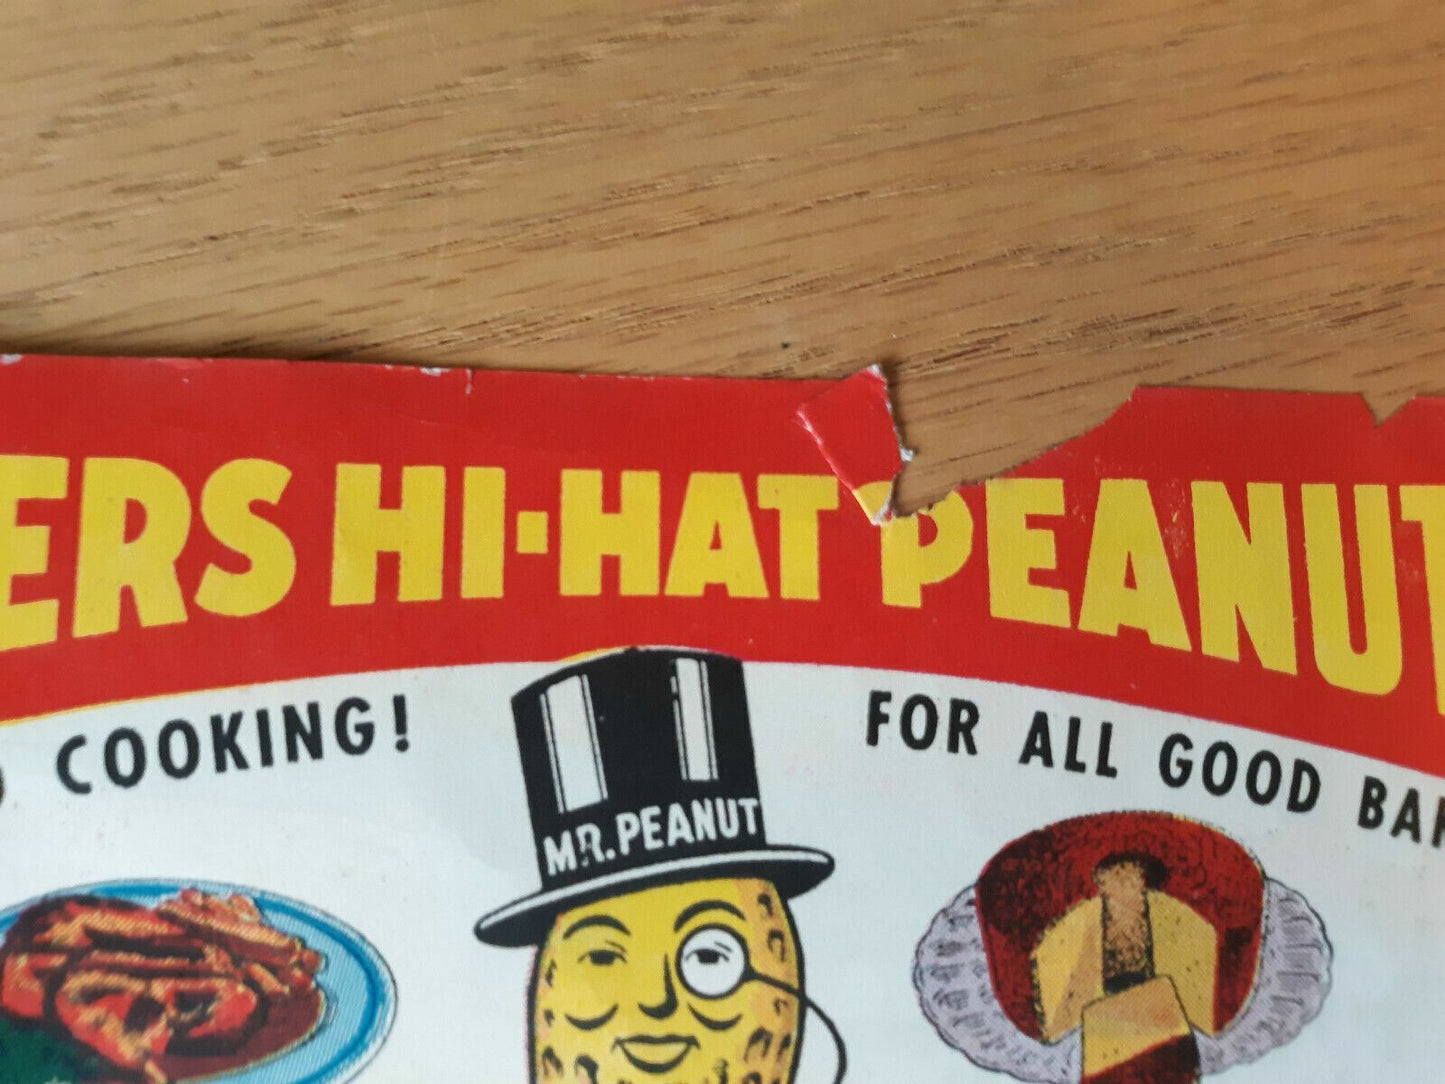 ERS HI-HAT PEANUT
COOKING!
FOR ALL GOOD BA
MR. PEANUT